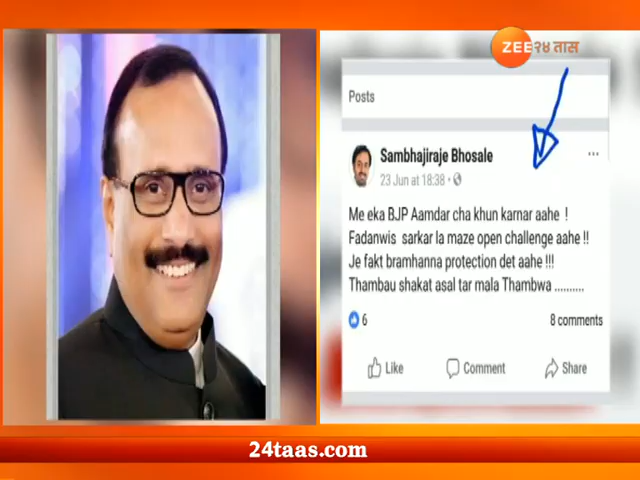 ZEE २४ तास
Posts
Sambhajiraje Bhosale
23 Jun at 18:38 ·
Me eka BJP Aamdar cha khun karnar aahe !
Fadanwis sarkar la maze open challenge aahe !!
Je fakt bramhanna protection det aahe !!!
Thambau shakat asal tar mala Thambwa ..........
6 8 comments
Like Comment Share
24taas.com